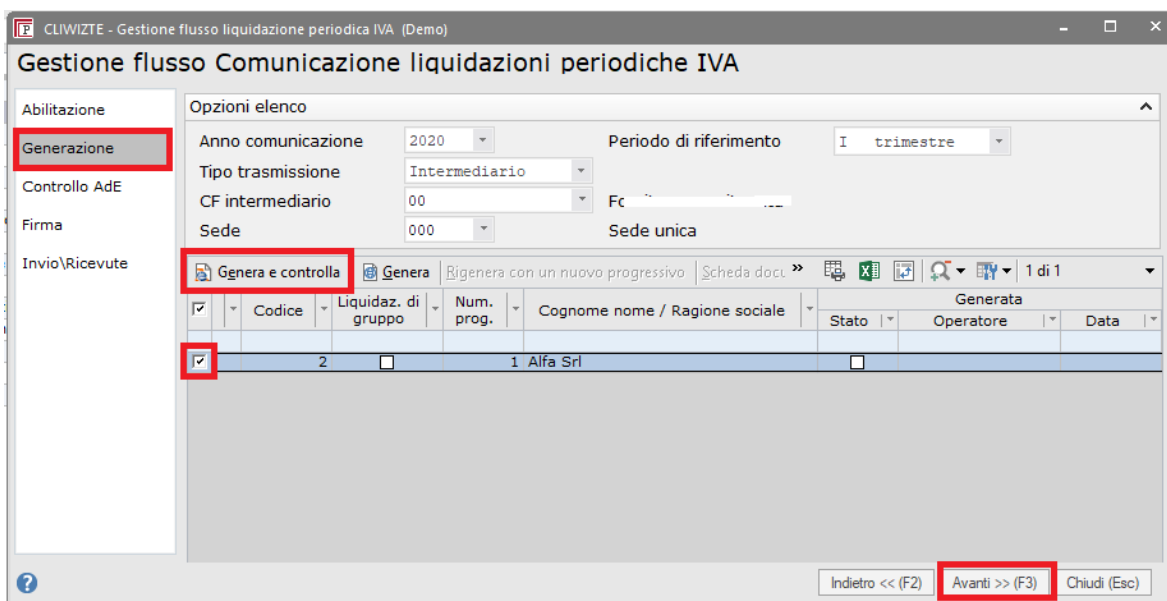 CLIWIZTE - Gestione flusso liquidazione periodica IVA (Demo)
Gestione flusso Comunicazione liquidazioni periodiche IVA
Abilitazione
Generazione
Controllo AdE
Firma
Invio\Ricevute
Opzioni elenco
Anno comunicazione 2020 Periodo di riferimento I trimestre
Tipo trasmissione Intermediario
CF intermediario 00
Sede 000 Sede unica
Genera e controlla Genera Rigenera con un nuovo progressivo Scheda docu » 1 di 1
Codice Liquidaz. di gruppo Num. prog. Cognome nome / Ragione sociale Generata
Stato Operatore Data
2 1 Alfa Srl
Indietro << (F2) Avanti >> (F3) Chiudi (Esc)